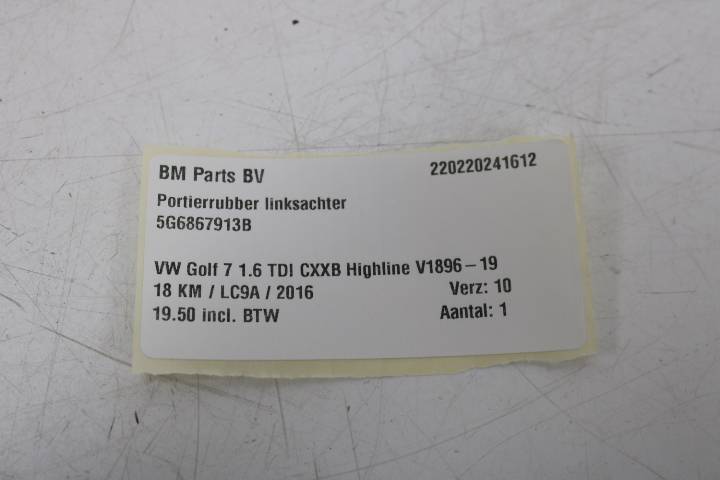 BM Parts BV 220220241612
Portierrubber linksachter
5G6867913B
VW Golf 7 1.6 TDI CXXB Highline V1896-19
18 KM / LC9A / 2016 Verz: 10
19.50 incl. BTW Aantal: 1